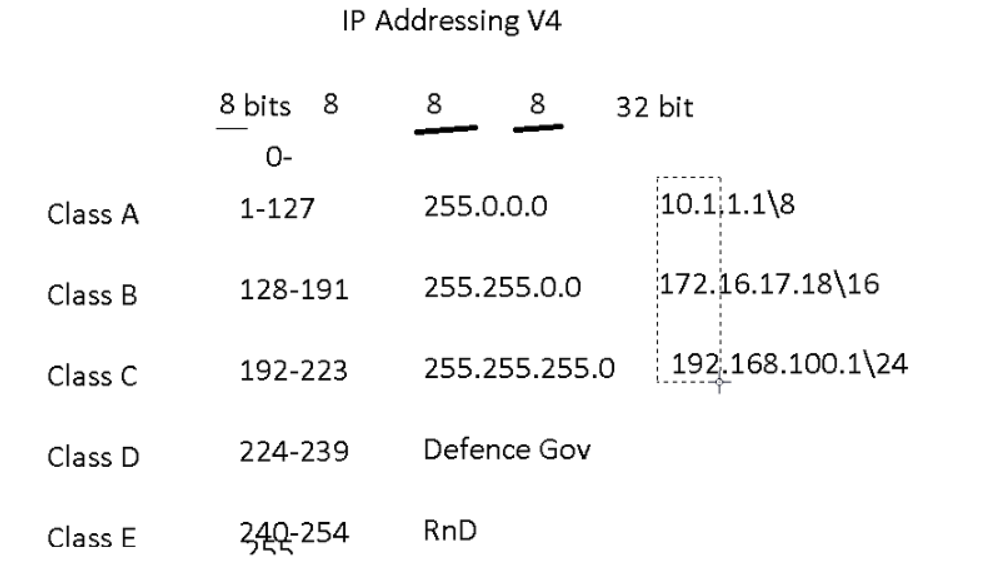 IP Addressing V4
8 bits 8 8 8 32 bit
0-
Class A 1-127 255.0.0.0 10.1.1.1\8
Class B 128-191 255.255.0.0 172.16.17.18\16
Class C 192-223 255.255.255.0 192.168.100.1\24
Class D 224-239 Defence Gov
Class E 240-254 RnD
255